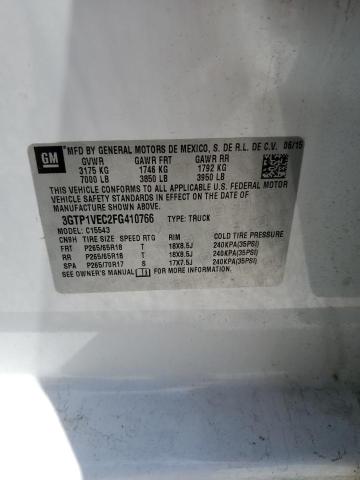 GM
MFD BY GENERAL MOTORS DE MEXICO, S. DE R.L. DE C.V. 06/15
GVWR GAWR FRT GAWR RR
3175 KG 1746 KG 1792 KG
7000 LB 3850 LB 3950 LB
THIS VEHICLE CONFORMS TO ALL APPLICABLE U.S. FEDERAL MOTOR
VEHICLE SAFETY STANDARDS IN EFFECT ON THE DATE OF
MANUFACTURE SHOWN ABOVE.
3GTP1VEC2FG410766 TYPE: TRUCK
MODEL: C15543
CN9H TIRE SIZE SPEED RTG RIM COLD TIRE PRESSURE
FRT P265/65R18 T 18X8.5J 240KPA(35PSI)
RR P265/65R18 T 18X8.5J 240KPA(35PSI)
SPA P265/70R17 S 17X7.5J 240KPA(35PSI)
SEE OWNER'S MANUAL FOR ADDITIONAL INFORMATION.